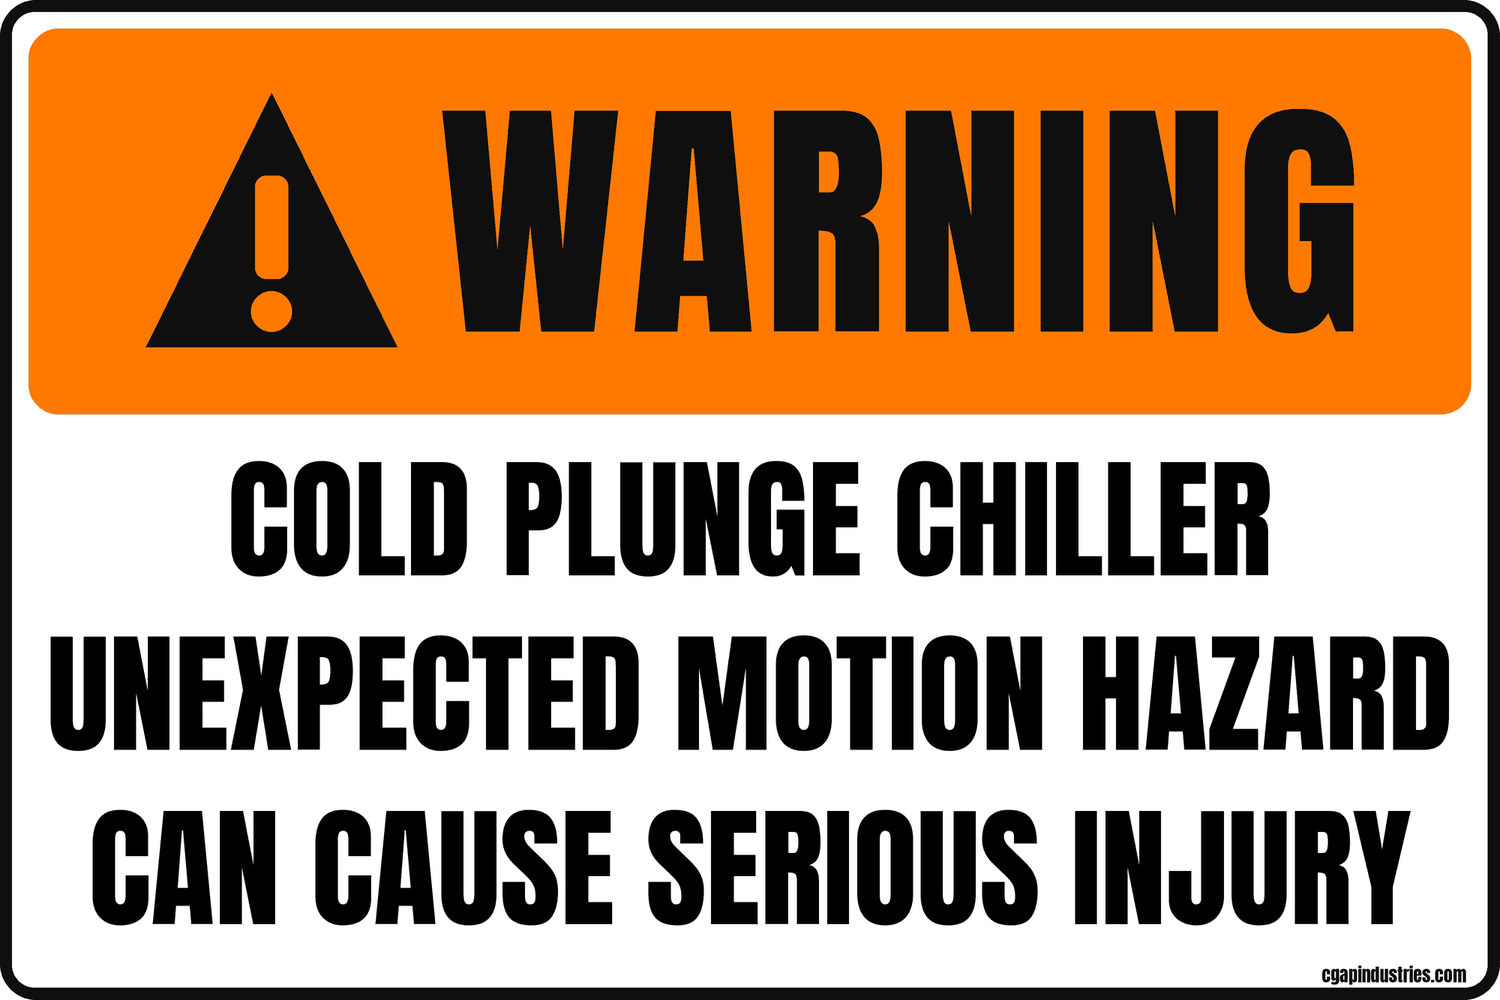 WARNING
COLD PLUNGE CHILLER
UNEXPECTED MOTION HAZARD
CAN CAUSE SERIOUS INJURY
cgapindustries.com